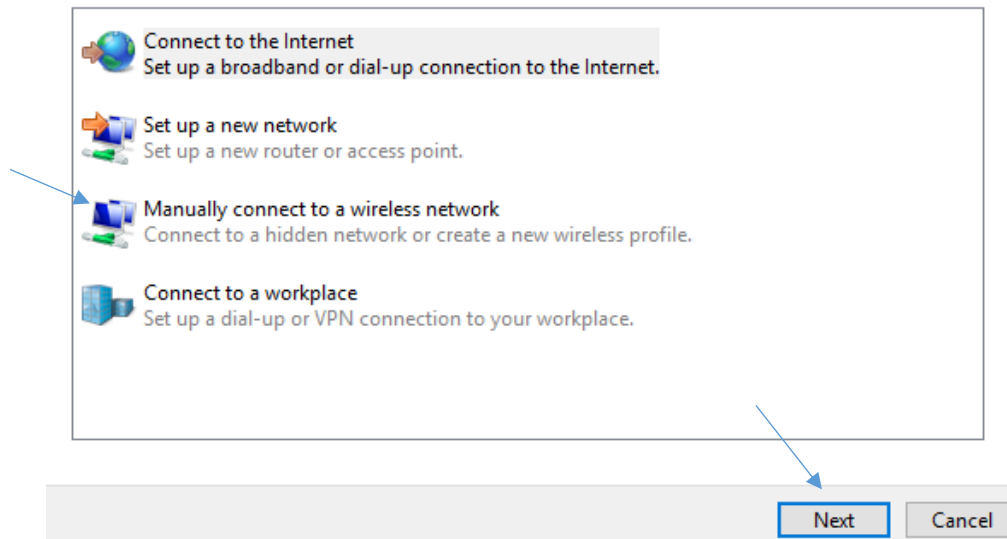 Connect to the Internet
Set up a broadband or dial-up connection to the Internet.
Set up a new network
Set up a new router or access point.
Manually connect to a wireless network
Connect to a hidden network or create a new wireless profile.
Connect to a workplace
Set up a dial-up or VPN connection to your workplace.
Next Cancel